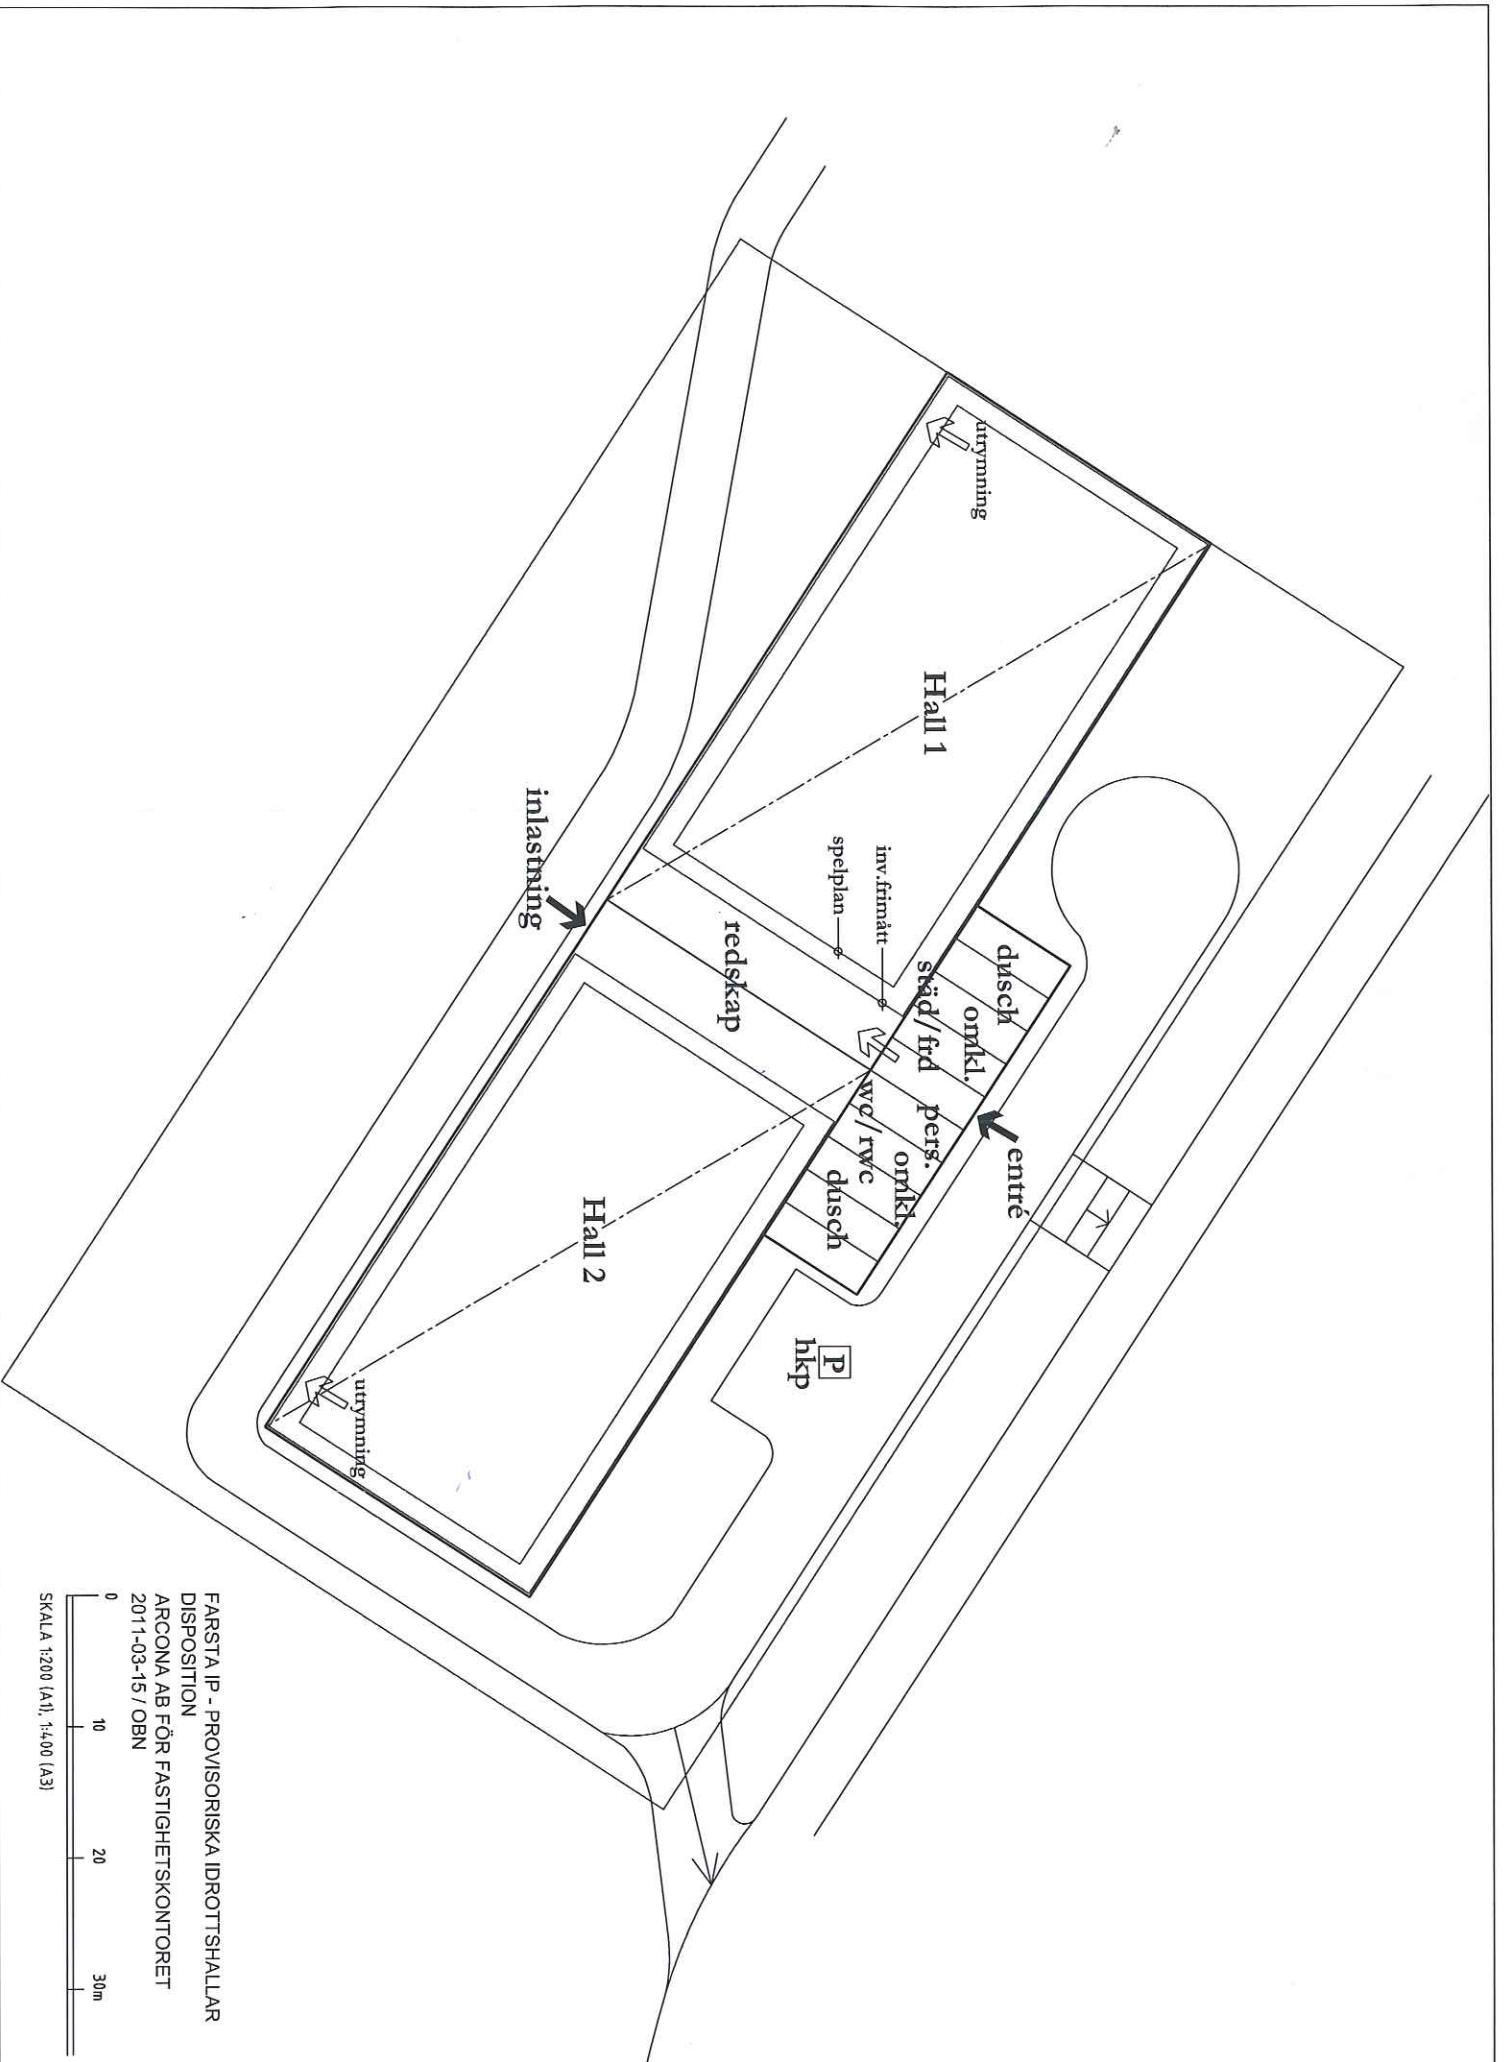 utrymning
Hall 1
inv.frimått
spelplan
inlastning
redskap
dusch
omkl.
städ/frd
pers.
wc/rwc
omkl.
dusch
entré
Hall 2
P
hkp
utrymning
FARSTA IP - PROVISORISKA IDROTTSHALLAR
DISPOSITION
ARCONA AB FÖR FASTIGHETSKONTORET
2011-03-15 / OBN
0 10 20 30m
SKALA 1:200 (A1), 1:400 (A3)